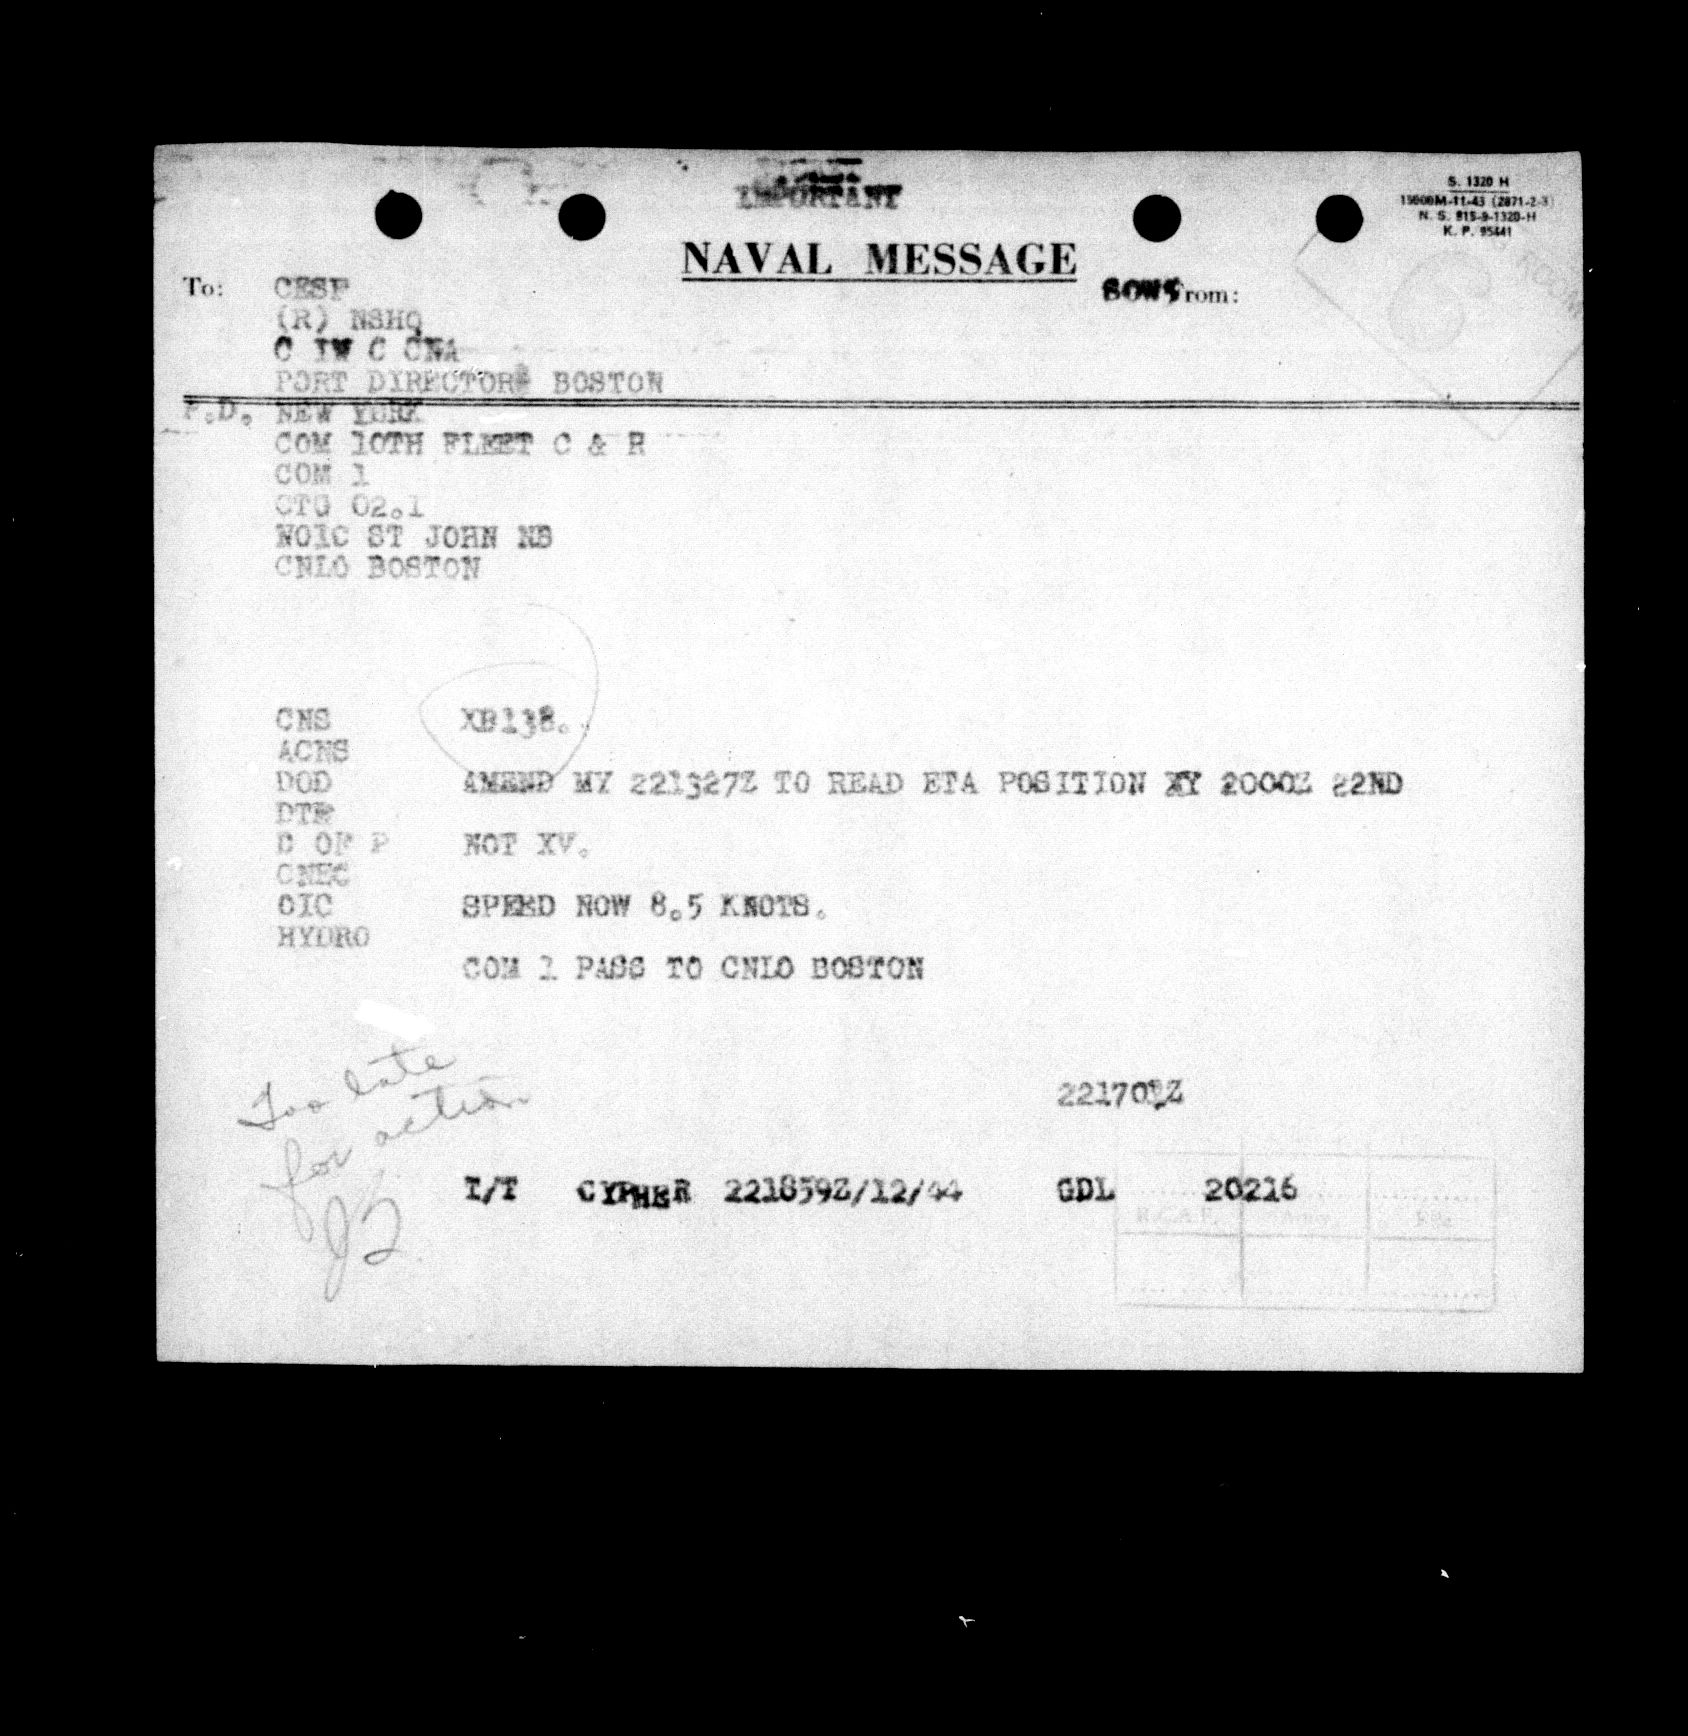 IMPORTANT
S. 1320 H
15000M-11-43 (2871-2-3)
N. S. 815-9-1320-H
K. P. 95441
NAVAL MESSAGE
To: CESF From:
(R) NSHQ
C IN C CNA
PORT DIRECTOR BOSTON
P.D. NEW YORK
COM 10TH FLEET C & R
COM 1
CTG 02.1
NOIC ST JOHN NB
CNLO BOSTON
CNS XB138.
ACNS
DOD AMEND MY 221327Z TO READ ETA POSITION XY 2000Z 22ND
DTR
D OF P NOT XV.
CNEC
OIC SPEED NOW 8.5 KNOTS.
HYDRO
COM 1 PASS TO CNLO BOSTON
Too late
for action
22170 Z
T/T CYPHER 221859Z/12/44 GDL 20216
R.C.A.F. Army File